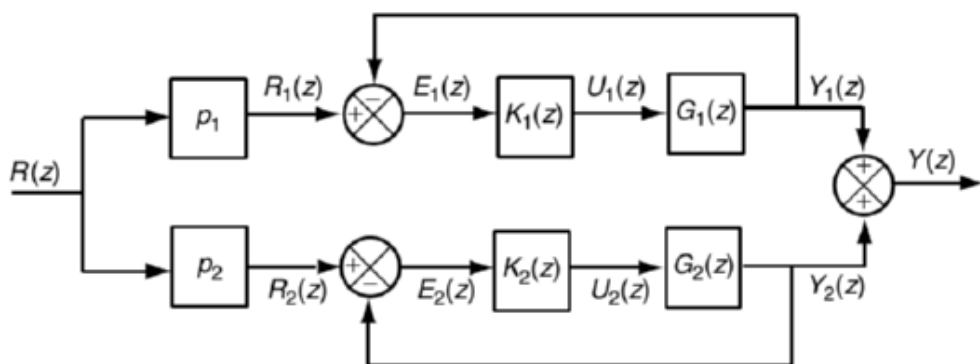 R(z)
p₁
R₁(z)
+
−
E₁(z)
K₁(z)
U₁(z)
G₁(z)
Y₁(z)
+
+
Y(z)
p₂
R₂(z)
+
−
E₂(z)
K₂(z)
U₂(z)
G₂(z)
Y₂(z)